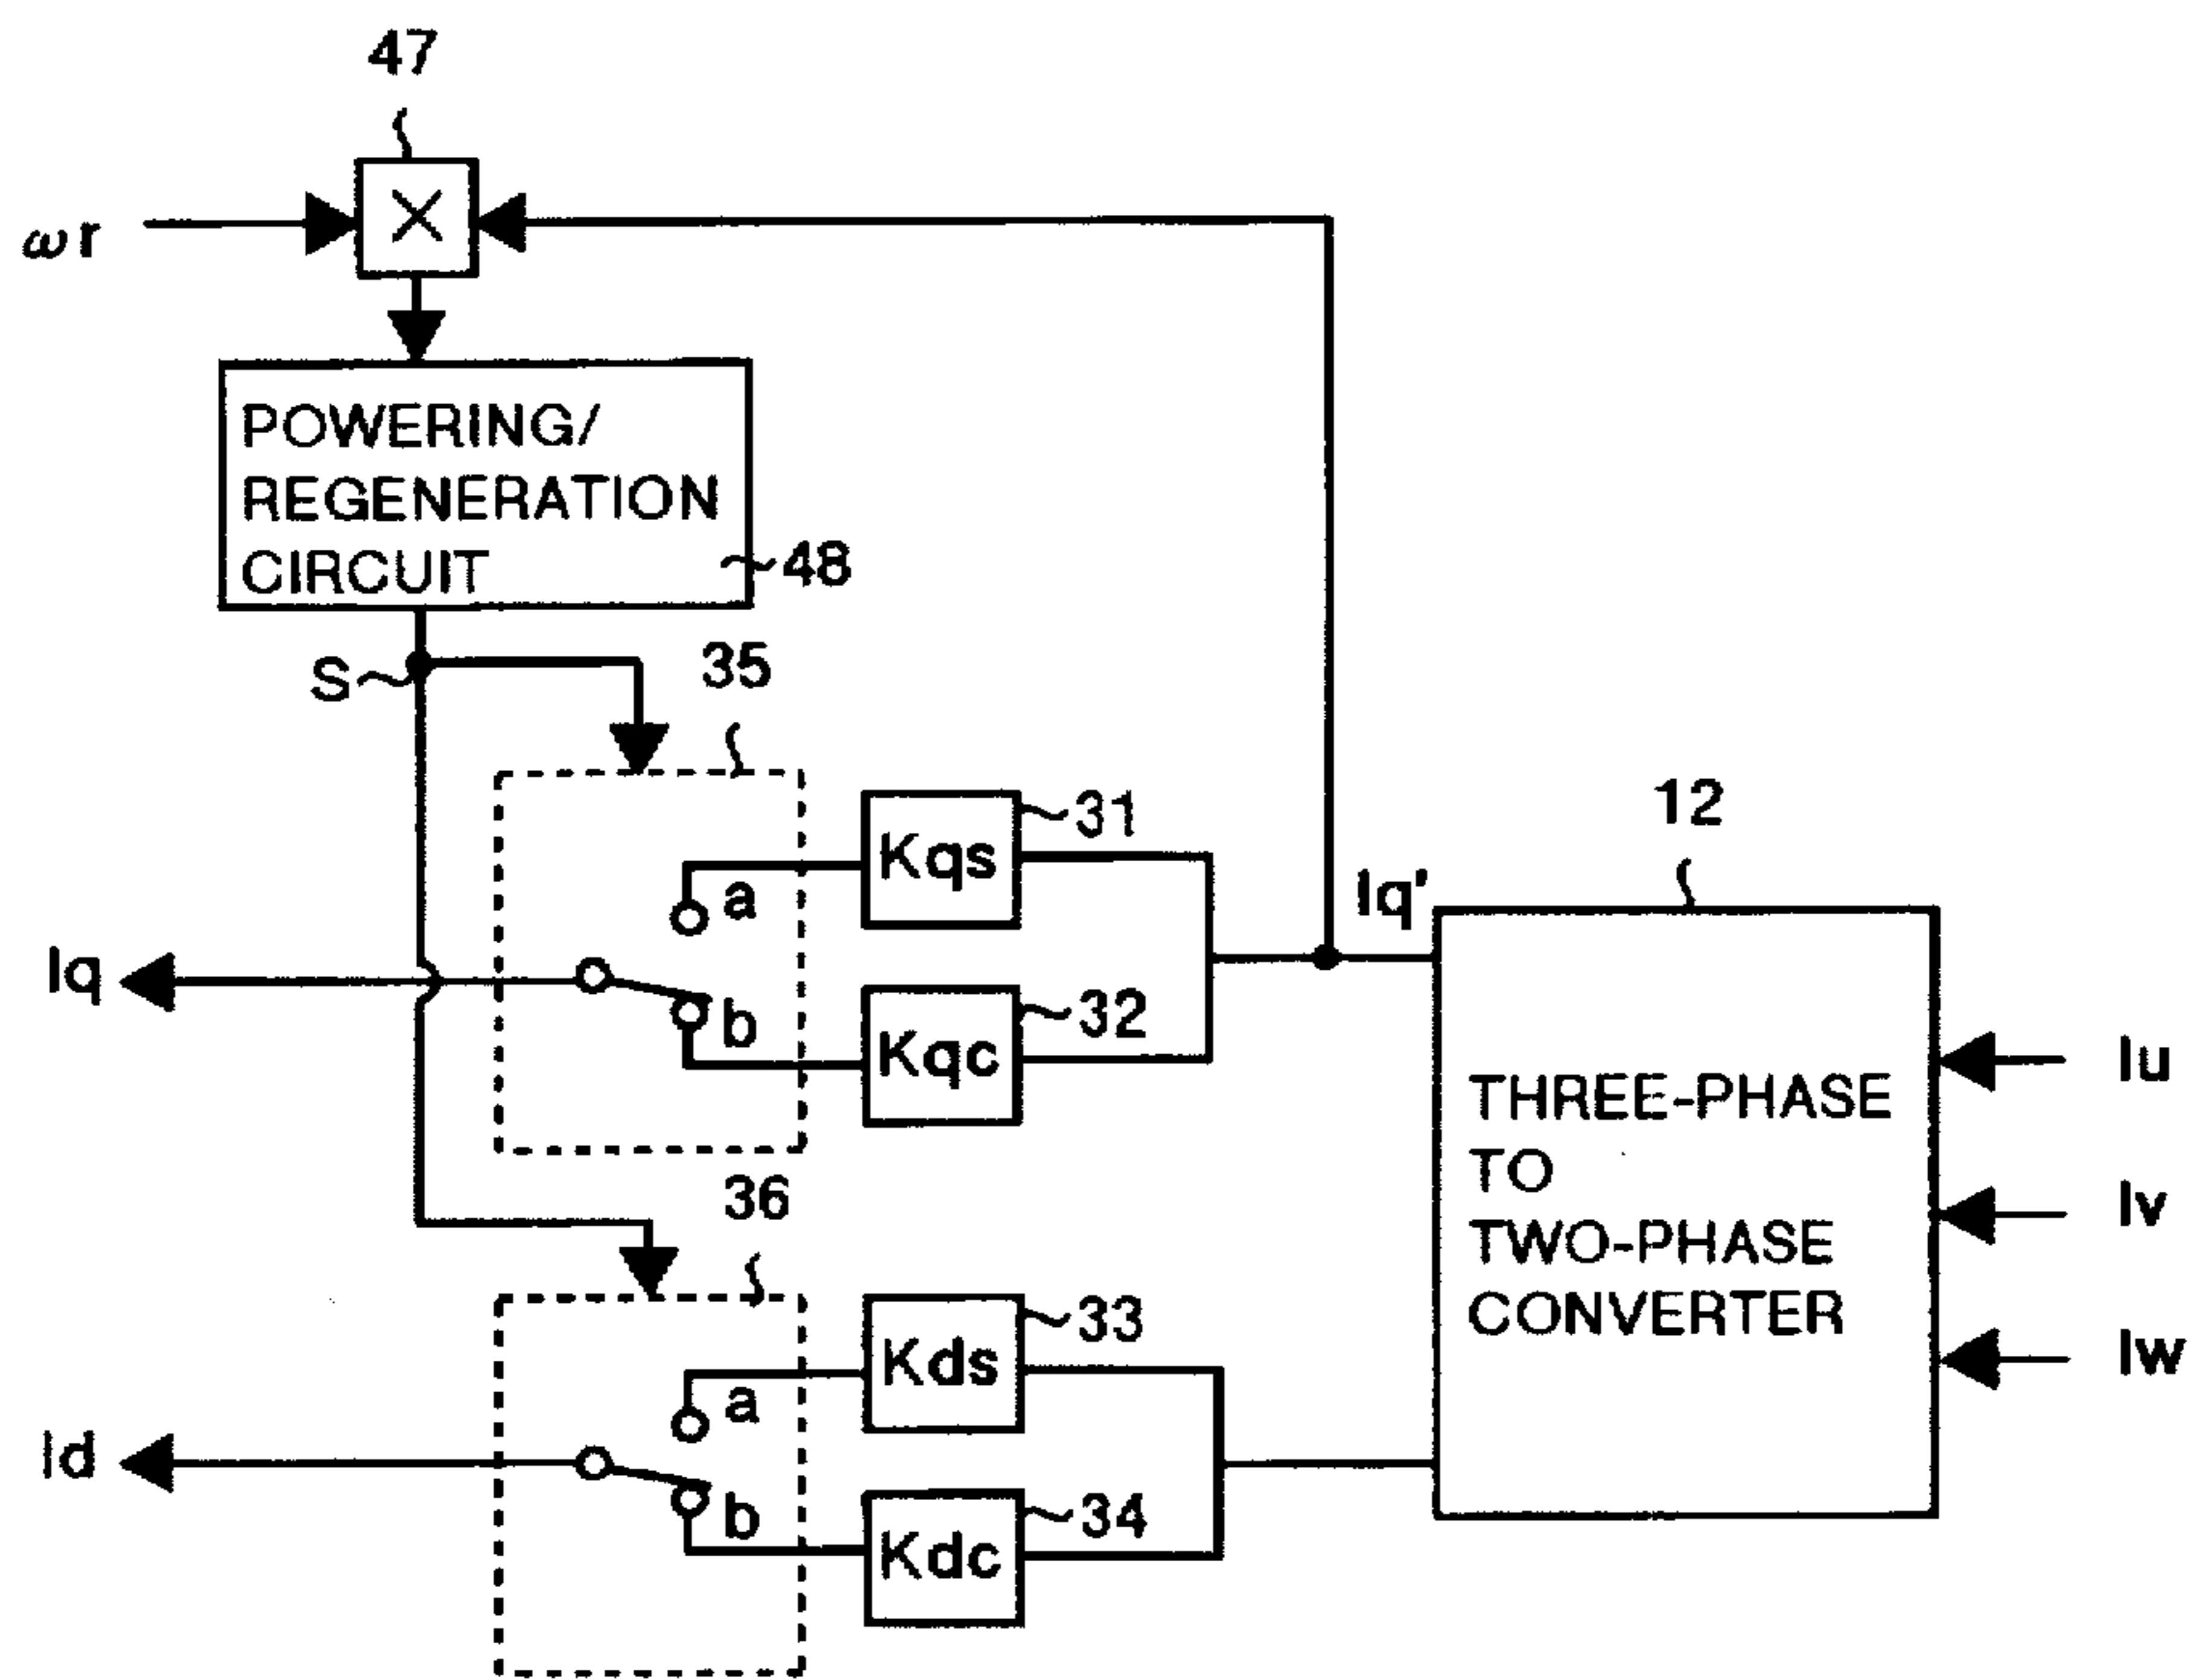 47
ωr
×
POWERING/
REGENERATION
CIRCUIT
48
S
35
31
Kqs
a
12
Iq'
Iq
32
b
Kqc
Iu
THREE-PHASE
TO
TWO-PHASE
CONVERTER
Iv
36
33
Kds
Iw
a
Id
34
b
Kdc